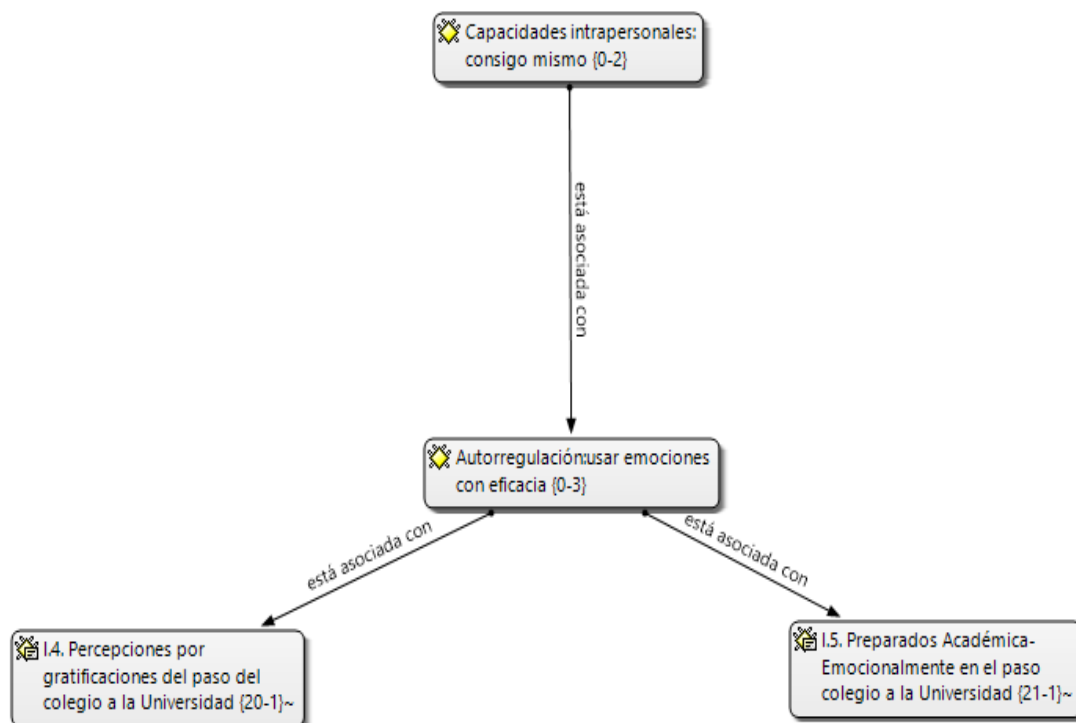 Capacidades intrapersonales:
consigo mismo {0-2}
está asociada con
Autorregulación:usar emociones
con eficacia {0-3}
está asociada con
está asociada con
I.4. Percepciones por
gratificaciones del paso del
colegio a la Universidad {20-1}~
I.5. Preparados Académica-
Emocionalmente en el paso
colegio a la Universidad {21-1}~